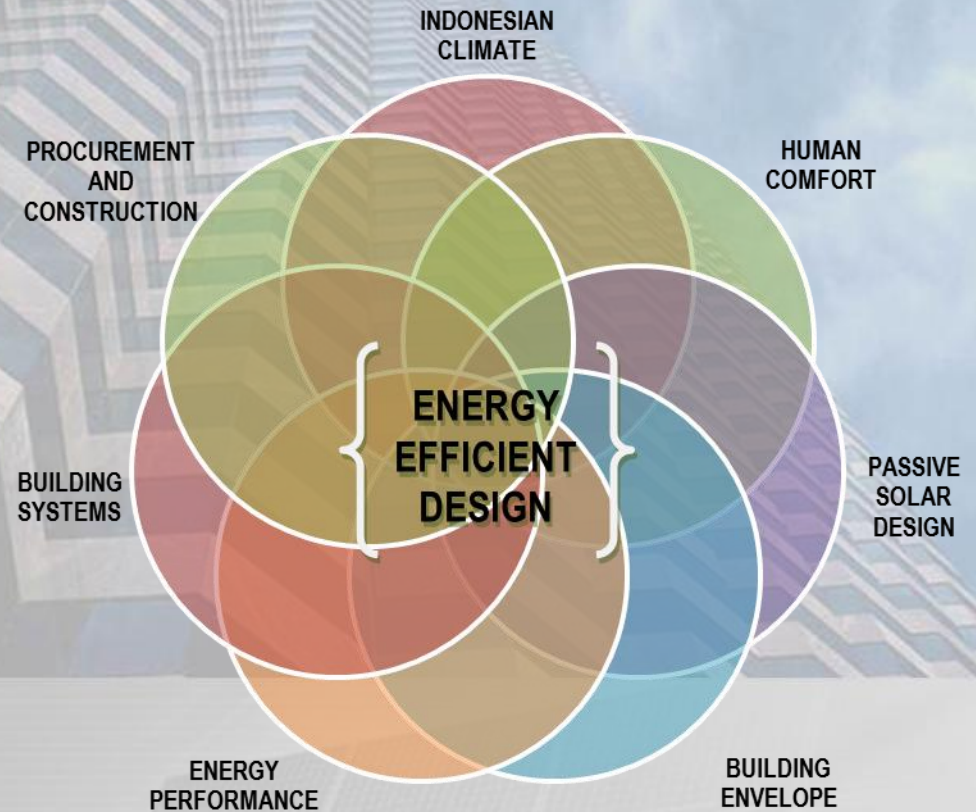 INDONESIAN
CLIMATE
HUMAN
COMFORT
PASSIVE
SOLAR
DESIGN
BUILDING
ENVELOPE
ENERGY
PERFORMANCE
BUILDING
SYSTEMS
PROCUREMENT
AND
CONSTRUCTION
ENERGY
EFFICIENT
DESIGN